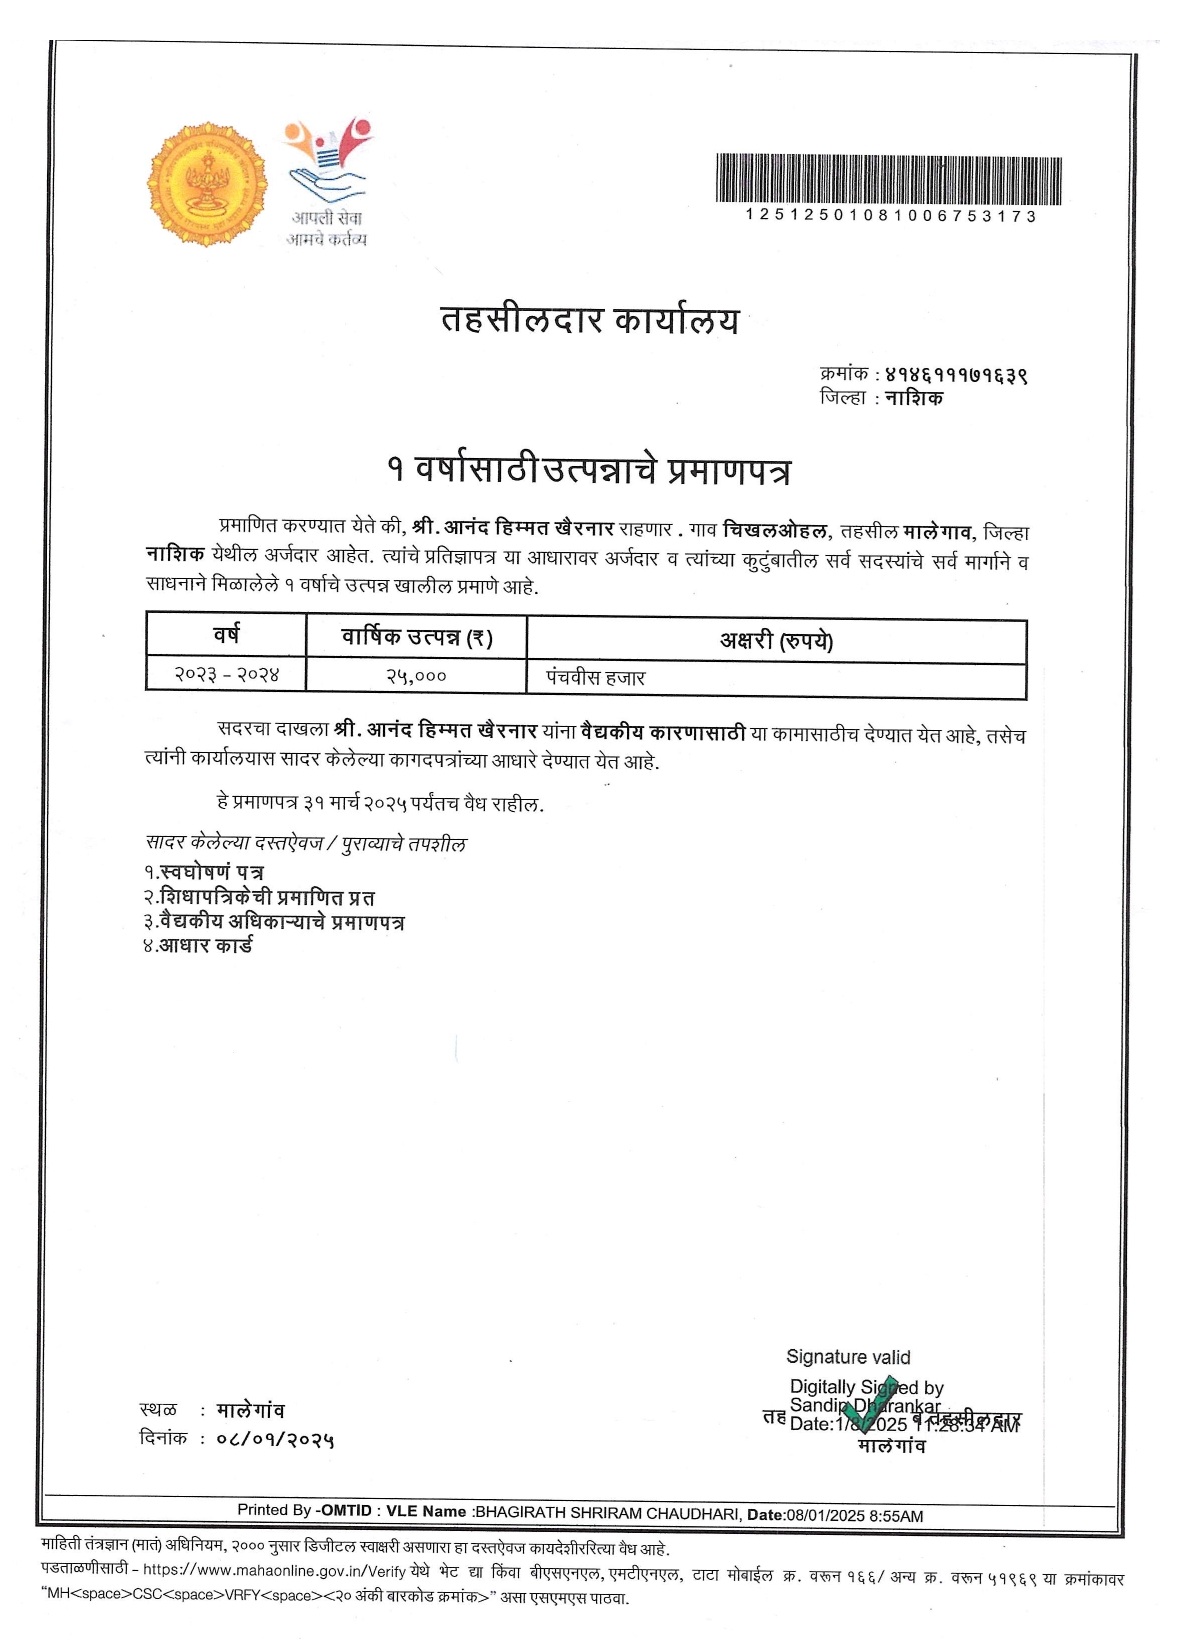 आपली सेवा
आमचे कर्तव्य
12512501081006753173
तहसीलदार कार्यालय
क्रमांक : ४१४६१११७१६३९
जिल्हा : नाशिक
१ वर्षासाठी उत्पन्नाचे प्रमाणपत्र
प्रमाणित करण्यात येते की, श्री. आनंद हिम्मत खैरनार राहणार . गाव चिखलओहल, तहसील मालेगाव, जिल्हा
नाशिक येथील अर्जदार आहेत. त्यांचे प्रतिज्ञापत्र या आधारावर अर्जदार व त्यांच्या कुटुंबातील सर्व सदस्यांचे सर्व मार्गाने व
साधनाने मिळालेले १ वर्षाचे उत्पन्न खालील प्रमाणे आहे.
वर्ष वार्षिक उत्पन्न (₹) अक्षरी (रुपये)
२०२३ - २०२४ २५,००० पंचवीस हजार
सदरचा दाखला श्री. आनंद हिम्मत खैरनार यांना वैद्यकीय कारणासाठी या कामासाठीच देण्यात येत आहे, तसेच
त्यांनी कार्यालयास सादर केलेल्या कागदपत्रांच्या आधारे देण्यात येत आहे.
हे प्रमाणपत्र ३१ मार्च २०२५ पर्यंतच वैध राहील.
सादर केलेल्या दस्तऐवज / पुराव्याचे तपशील
१.स्वघोषणं पत्र
२.शिधापत्रिकेची प्रमाणित प्रत
३.वैद्यकीय अधिकाऱ्याचे प्रमाणपत्र
४.आधार कार्ड
Signature valid
Digitally Signed by
Sandip Dharankar
Date:1/8/2025 11:28:34 AM
तहसीलदार
मालेगांव
स्थळ : मालेगांव
दिनांक : ०८/०१/२०२५
Printed By -OMTID : VLE Name :BHAGIRATH SHRIRAM CHAUDHARI, Date:08/01/2025 8:55AM
माहिती तंत्रज्ञान (मातं) अधिनियम, २००० नुसार डिजीटल स्वाक्षरी असणारा हा दस्तऐवज कायदेशीररित्या वैध आहे.
पडताळणीसाठी - https://www.mahaonline.gov.in/Verify येथे भेट द्या किंवा बीएसएनएल, एमटीएनएल, टाटा मोबाईल क्र. वरून १६६/ अन्य क्र. वरून ५१९६९ या क्रमांकावर
"MH<space>CSC<space>VRFY<space><२० अंकी बारकोड क्रमांक>" असा एसएमएस पाठवा.